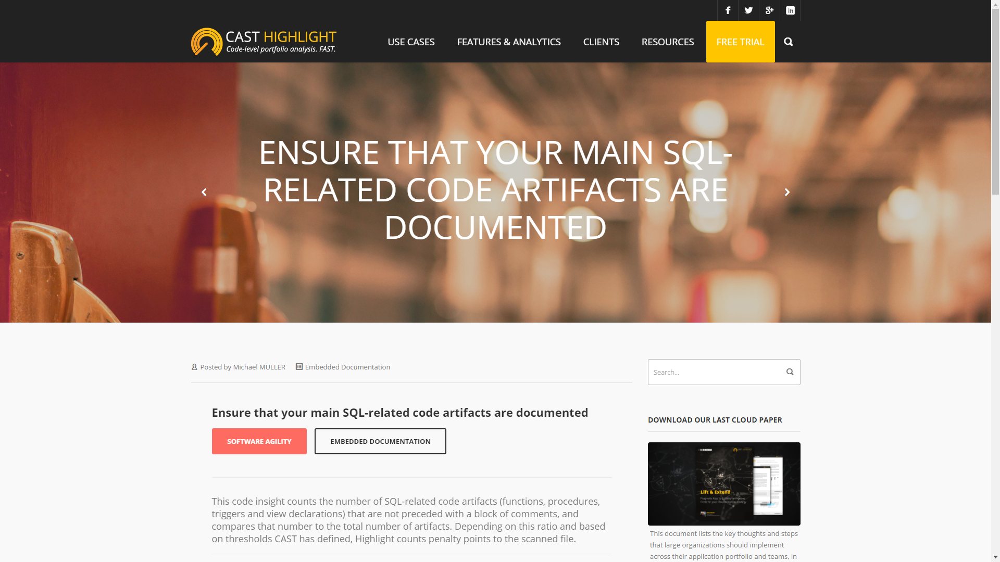 CAST HIGHLIGHT
Code-level portfolio analysis. FAST.
USE CASES
FEATURES & ANALYTICS
CLIENTS
RESOURCES
FREE TRIAL
ENSURE THAT YOUR MAIN SQL-
RELATED CODE ARTIFACTS ARE
DOCUMENTED
Posted by Michael MULLER
Embedded Documentation
Search...
Ensure that your main SQL-related code artifacts are documented
SOFTWARE AGILITY
EMBEDDED DOCUMENTATION
This code insight counts the number of SQL-related code artifacts (functions, procedures,
triggers and view declarations) that are not preceded with a block of comments, and
compares that number to the total number of artifacts. Depending on this ratio and based
on thresholds CAST has defined, Highlight counts penalty points to the scanned file.
DOWNLOAD OUR LAST CLOUD PAPER
Lift & Extend
This document lists the key thoughts and steps
that large organizations should implement
across their application portfolio and teams, in